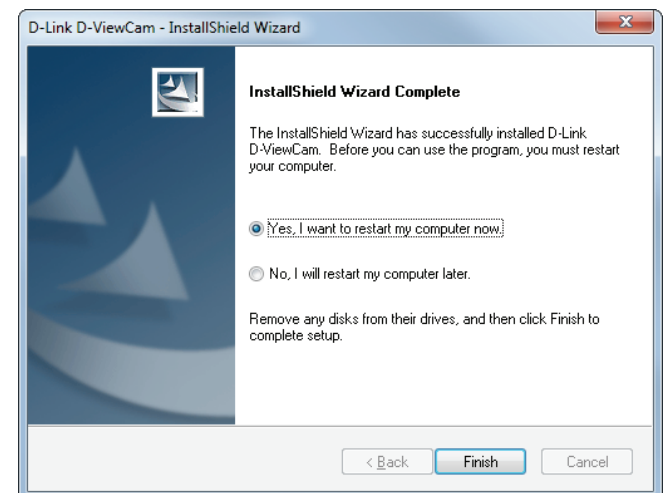 D-Link D-ViewCam - InstallShield Wizard
InstallShield Wizard Complete
The InstallShield Wizard has successfully installed D-Link
D-ViewCam. Before you can use the program, you must restart
your computer.
Yes, I want to restart my computer now.
No, I will restart my computer later.
Remove any disks from their drives, and then click Finish to
complete setup.
< Back Finish Cancel